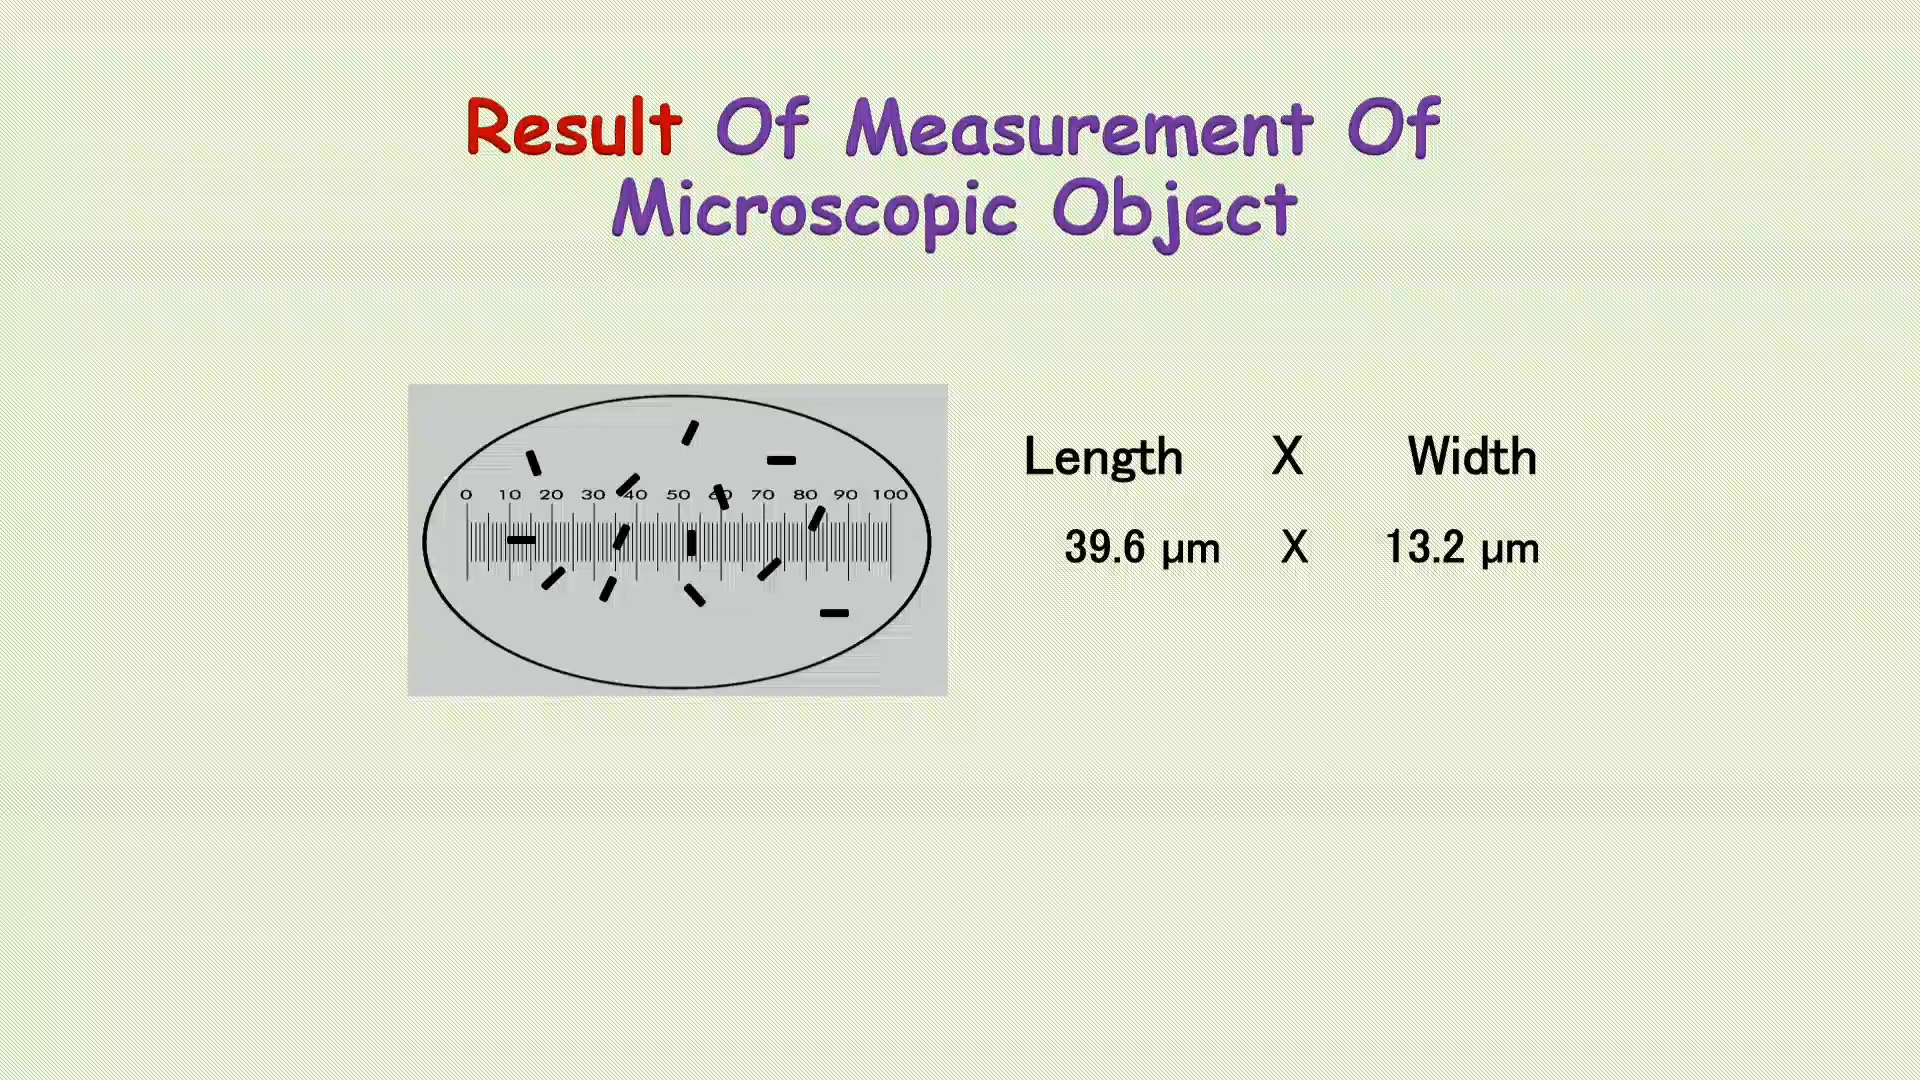 Result Of Measurement Of
Microscopic Object
0 10 20 30 40 50 60 70 80 90 100
Length X Width
39.6 µm X 13.2 µm